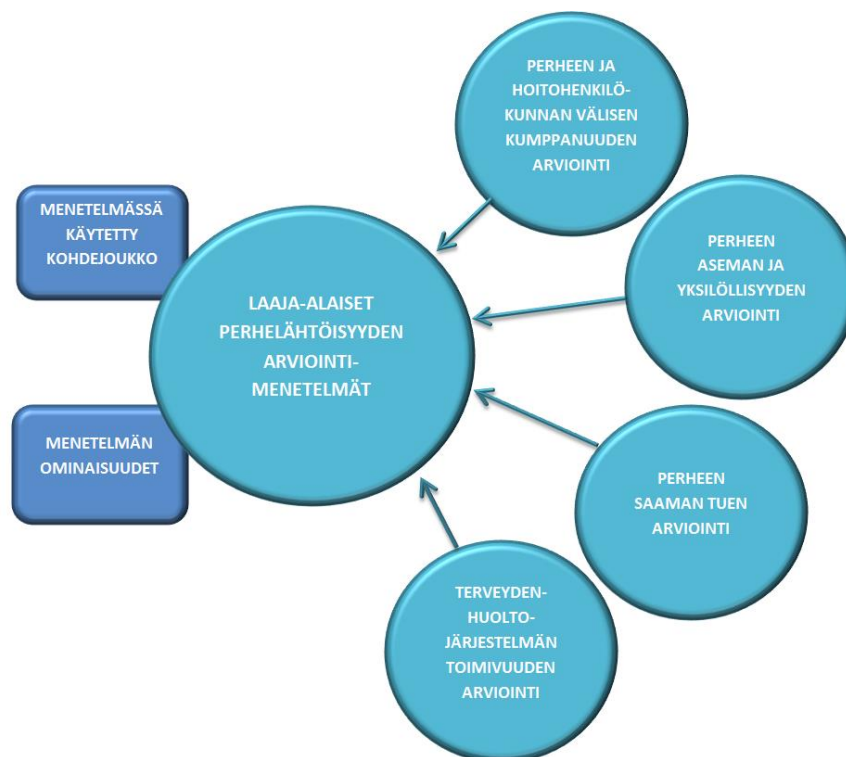 PERHEEN JA
HOITOHENKILÖ-
KUNNAN VÄLISEN
KUMPPANUUDEN
ARVIOINTI
MENETELMÄSSÄ
KÄYTETTY
KOHDEJOUKKO
PERHEEN
ASEMAN JA
YKSILÖLLISYYDEN
ARVIOINTI
LAAJA-ALAISET
PERHELÄHTÖISYYDEN
ARVIOINTI-
MENETELMÄT
MENETELMÄN
OMINAISUUDET
PERHEEN
SAAMAN TUEN
ARVIOINTI
TERVEYDEN-
HUOLTO-
JÄRJESTELMÄN
TOIMIVUUDEN
ARVIOINTI